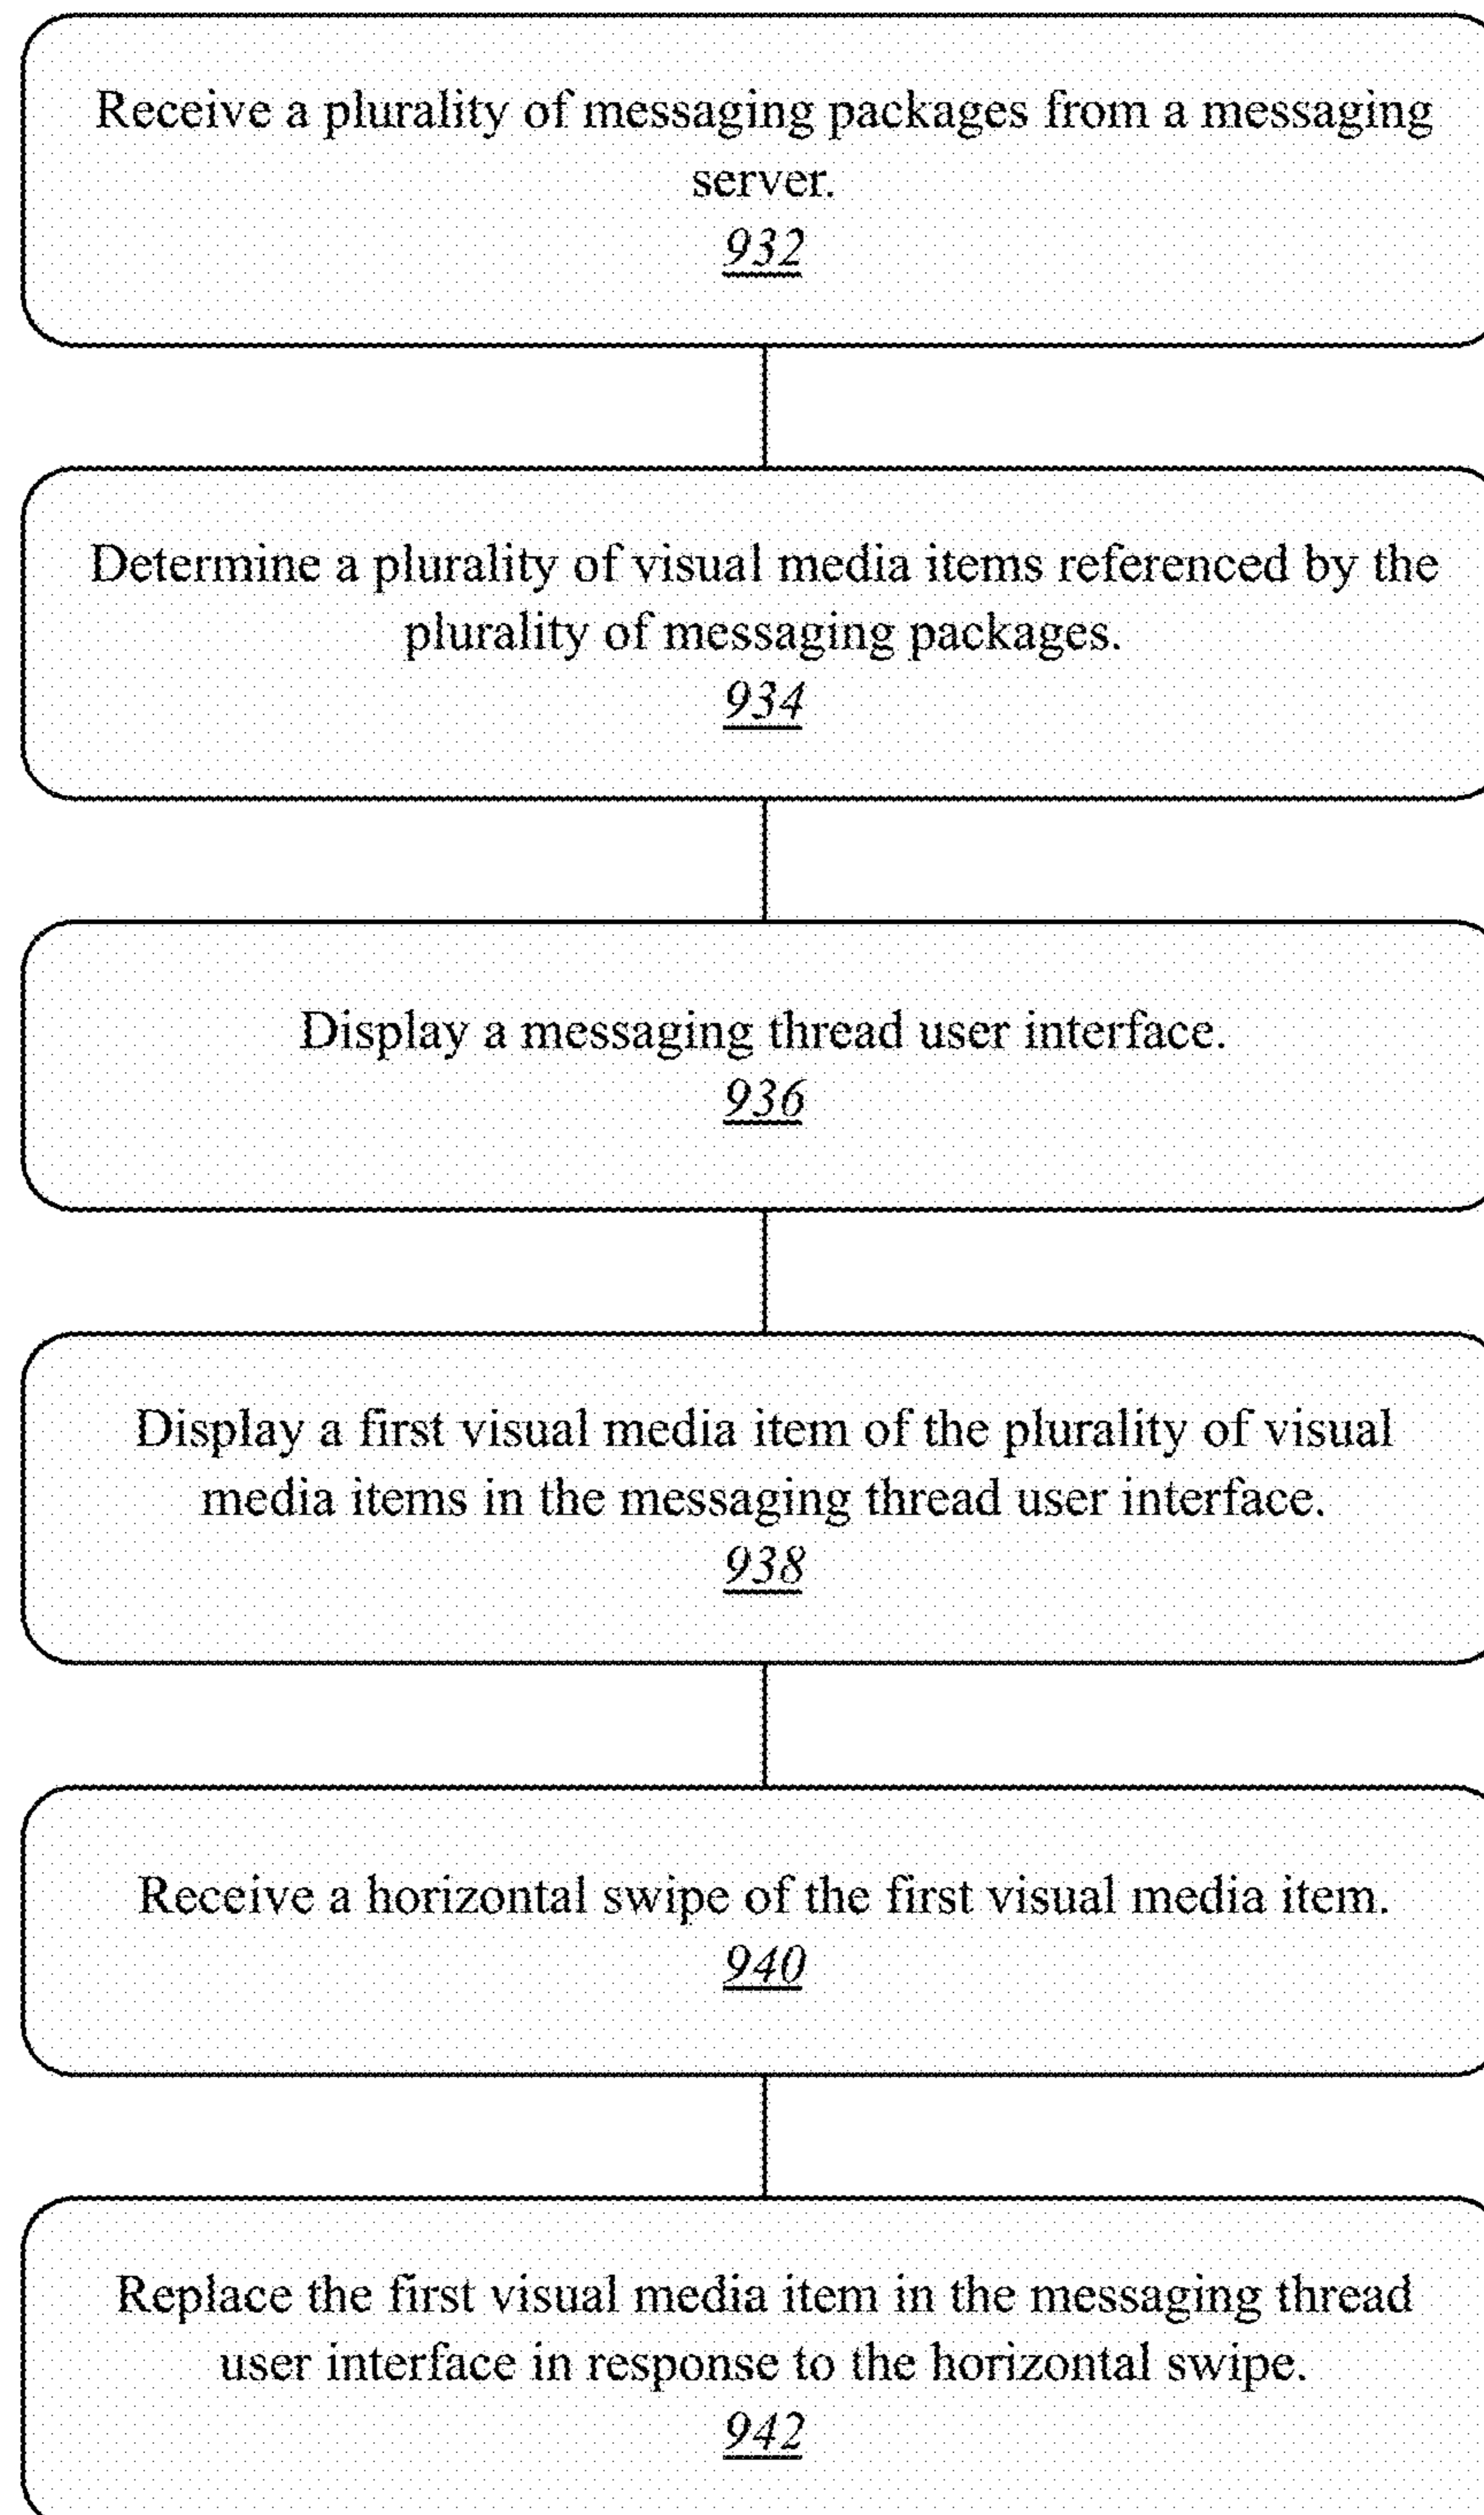 Receive a plurality of messaging packages from a messaging
server.
932
Determine a plurality of visual media items referenced by the
plurality of messaging packages.
934
Display a messaging thread user interface.
936
Display a first visual media item of the plurality of visual
media items in the messaging thread user interface.
938
Receive a horizontal swipe of the first visual media item.
940
Replace the first visual media item in the messaging thread
user interface in response to the horizontal swipe.
942